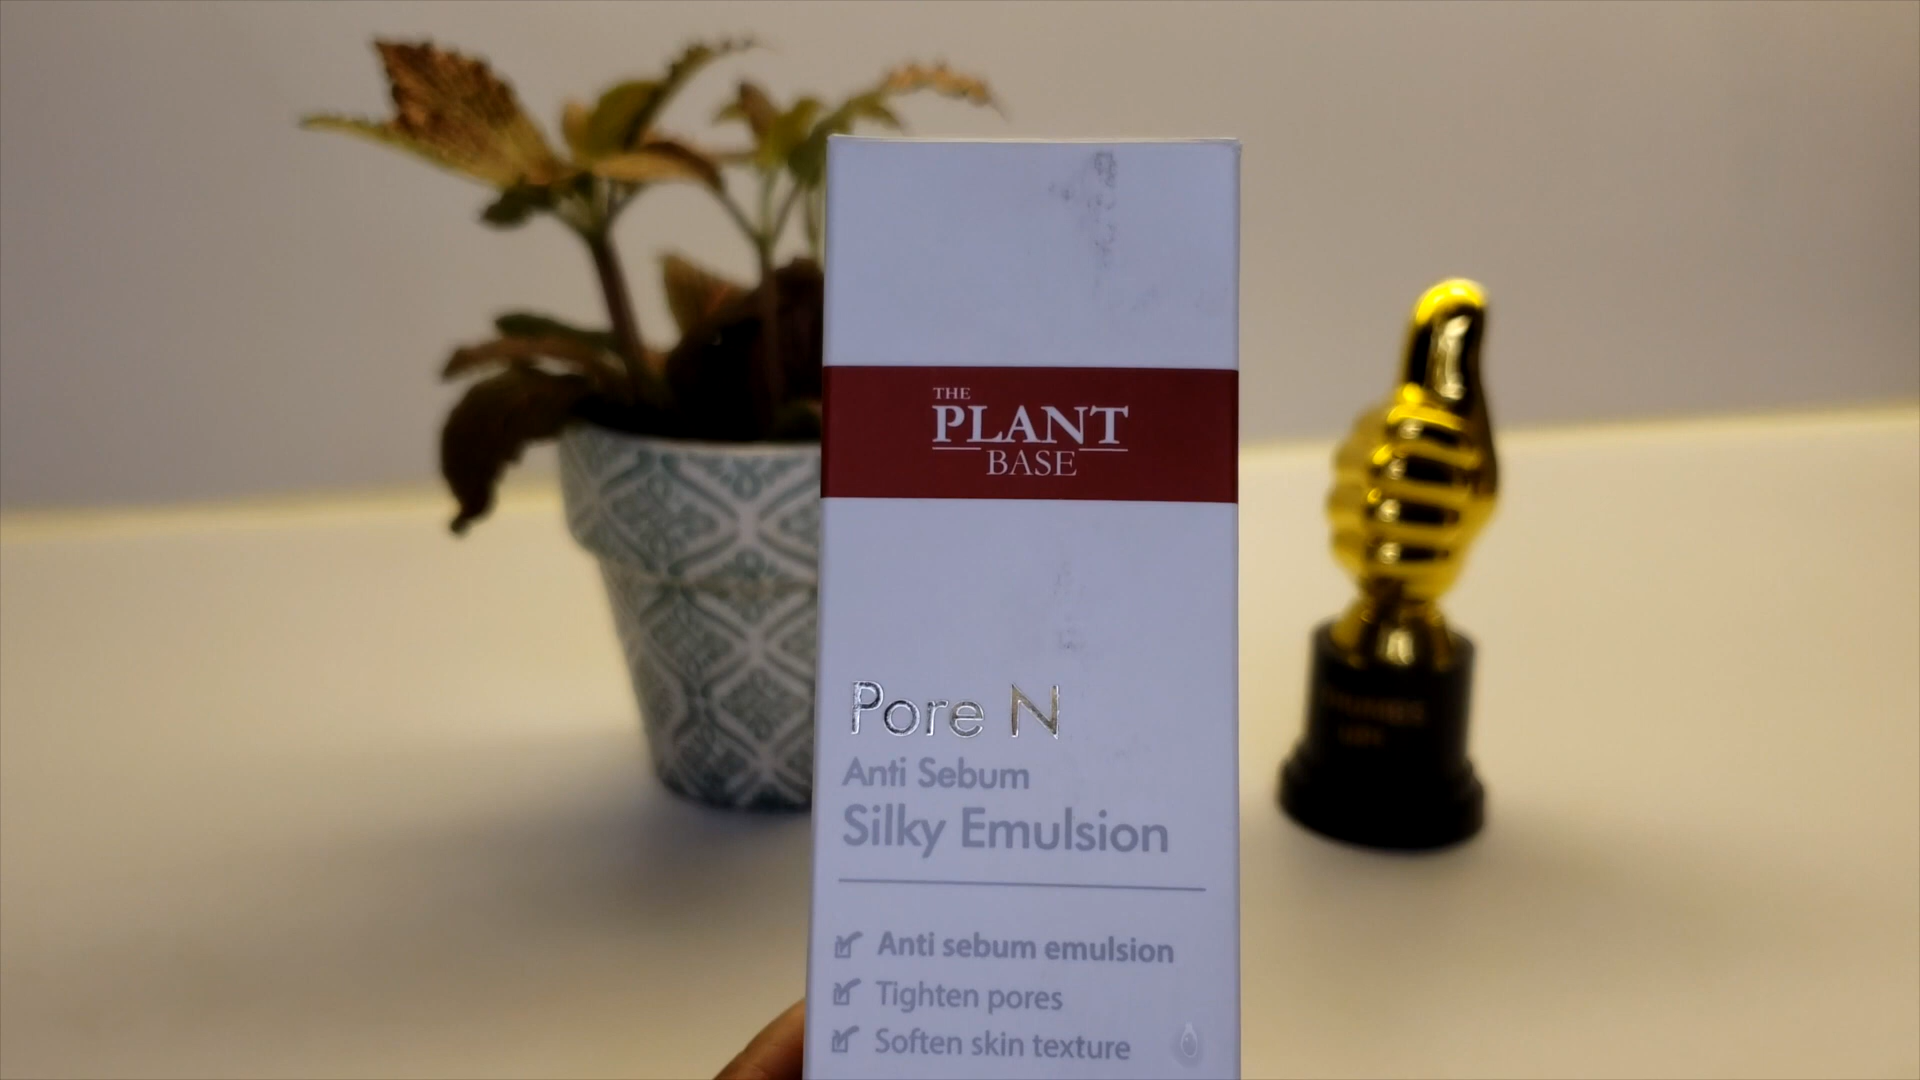 THE
PLANT
BASE
Pore N
Anti Sebum
Silky Emulsion
Anti sebum emulsion
Tighten pores
Soften skin texture